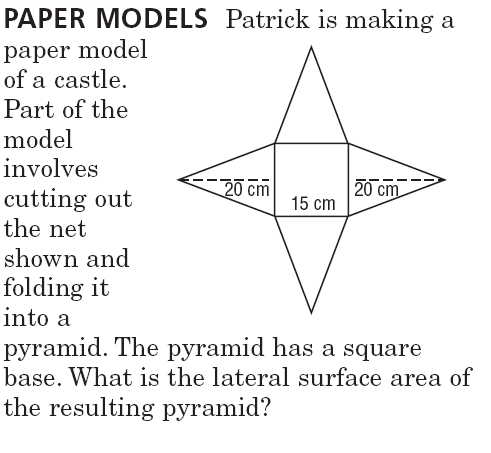 PAPER MODELS Patrick is making a
paper model
of a castle.
Part of the
model
involves
cutting out
the net
shown and
folding it
into a
pyramid. The pyramid has a square
base. What is the lateral surface area of
the resulting pyramid?
20 cm
15 cm
20 cm